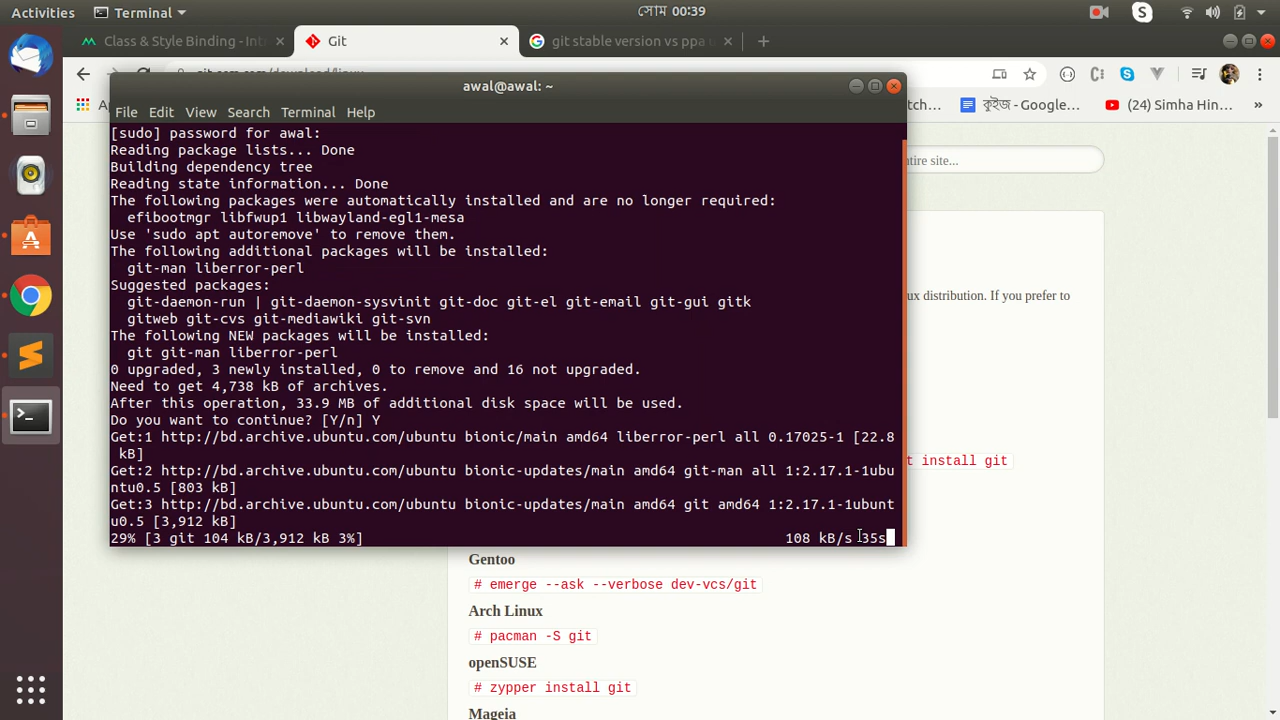 Activities
Terminal
সোম 00:39
Class & Style Binding - Int
Git
git stable version vs ppa
awal@awal: ~
File Edit View Search Terminal Help
কুইজ - Google...
(24) Simha Hin...
»
[sudo] password for awal:
Reading package lists... Done
Building dependency tree
Reading state information... Done
The following packages were automatically installed and are no longer required:
efibootmgr libfwup1 libwayland-egl1-mesa
Use 'sudo apt autoremove' to remove them.
The following additional packages will be installed:
git-man liberror-perl
Suggested packages:
git-daemon-run | git-daemon-sysvinit git-doc git-el git-email git-gui gitk
gitweb git-cvs git-mediawiki git-svn
The following NEW packages will be installed:
git git-man liberror-perl
0 upgraded, 3 newly installed, 0 to remove and 16 not upgraded.
Need to get 4,738 kB of archives.
After this operation, 33.9 MB of additional disk space will be used.
Do you want to continue? [Y/n] Y
Get:1 http://bd.archive.ubuntu.com/ubuntu bionic/main amd64 liberror-perl all 0.17025-1 [22.8
kB]
Get:2 http://bd.archive.ubuntu.com/ubuntu bionic-updates/main amd64 git-man all 1:2.17.1-1ubu
ntu0.5 [803 kB]
Get:3 http://bd.archive.ubuntu.com/ubuntu bionic-updates/main amd64 git amd64 1:2.17.1-1ubunt
u0.5 [3,912 kB]
29% [3 git 104 kB/3,912 kB 3%] 108 kB/s 35s
entire site...
ux distribution. If you prefer to
t install git
Gentoo
# emerge --ask --verbose dev-vcs/git
Arch Linux
# pacman -S git
openSUSE
# zypper install git
Mageia